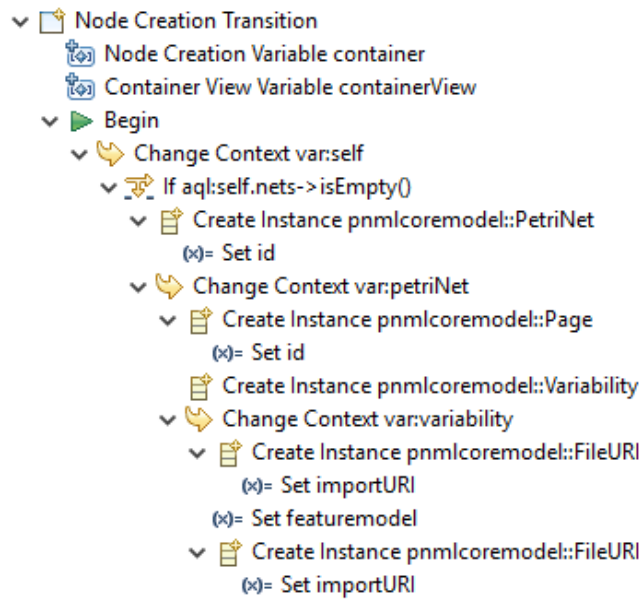 Node Creation Transition
Node Creation Variable container
Container View Variable containerView
Begin
Change Context var:self
If aql:self.nets->isEmpty()
Create Instance pnmlcoremodel::PetriNet
(x)= Set id
Change Context var:petriNet
Create Instance pnmlcoremodel::Page
(x)= Set id
Create Instance pnmlcoremodel::Variability
Change Context var:variability
Create Instance pnmlcoremodel::FileURI
(x)= Set importURI
(x)= Set featuremodel
Create Instance pnmlcoremodel::FileURI
(x)= Set importURI